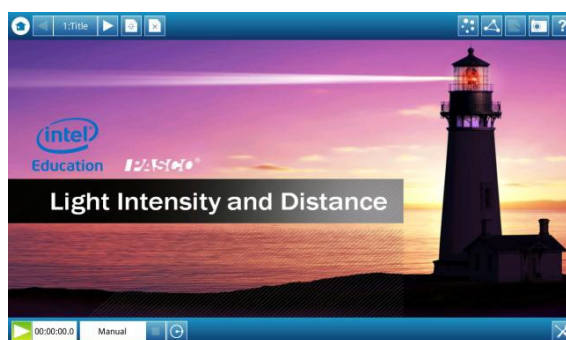 1:Title
?
intel
Education PASCO
Light Intensity and Distance
00:00:00.0 Manual